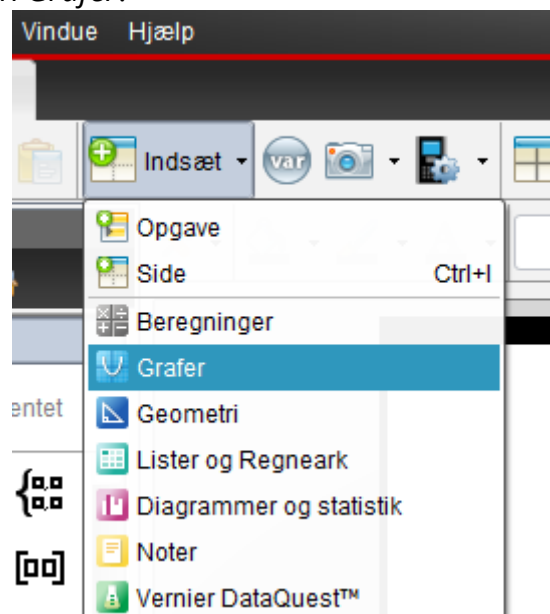 Grafer.
Vindue Hjælp
Indsæt
var
Opgave
Side Ctrl+I
Beregninger
Grafer
entet
Geometri
Lister og Regneark
Diagrammer og statistik
Noter
Vernier DataQuest™